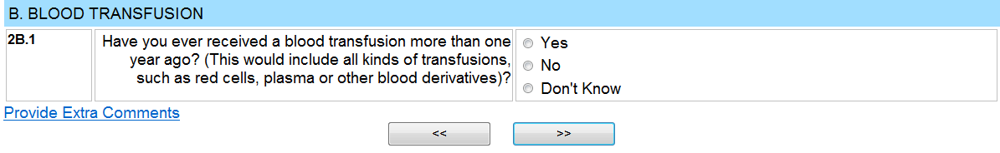 B. BLOOD TRANSFUSION
2B.1
Have you ever received a blood transfusion more than one
year ago? (This would include all kinds of transfusions,
such as red cells, plasma or other blood derivatives)?
Yes
No
Don't Know
Provide Extra Comments
<<
>>